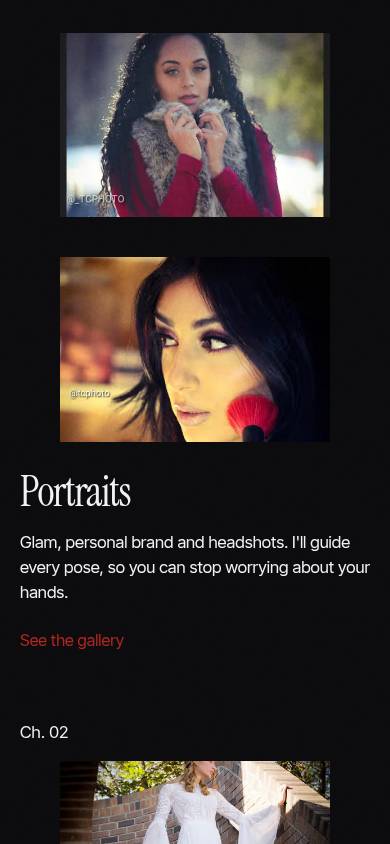 @_TCPHOTO
@tcphoto
Portraits
Glam, personal brand and headshots. I'll guide
every pose, so you can stop worrying about your
hands.
See the gallery
Ch. 02